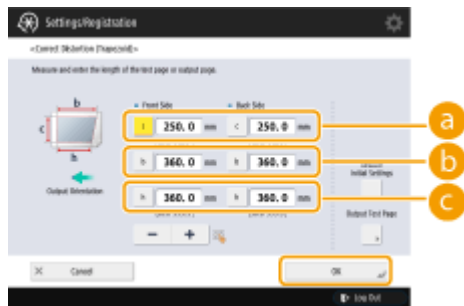 Settings/Registration
<Correct Distortion (Trapezoid)>
Measure and enter the length of the test page or output page.
Front Side
Back Side
b
c
h
Output Orientation
250.0 mm
c 250.0 mm
a
b 360.0 mm
b 360.0 mm
b
h 360.0 mm
h 360.0 mm
c
Initial Settings
Output Test Page
− +
× Cancel
OK
Log Out